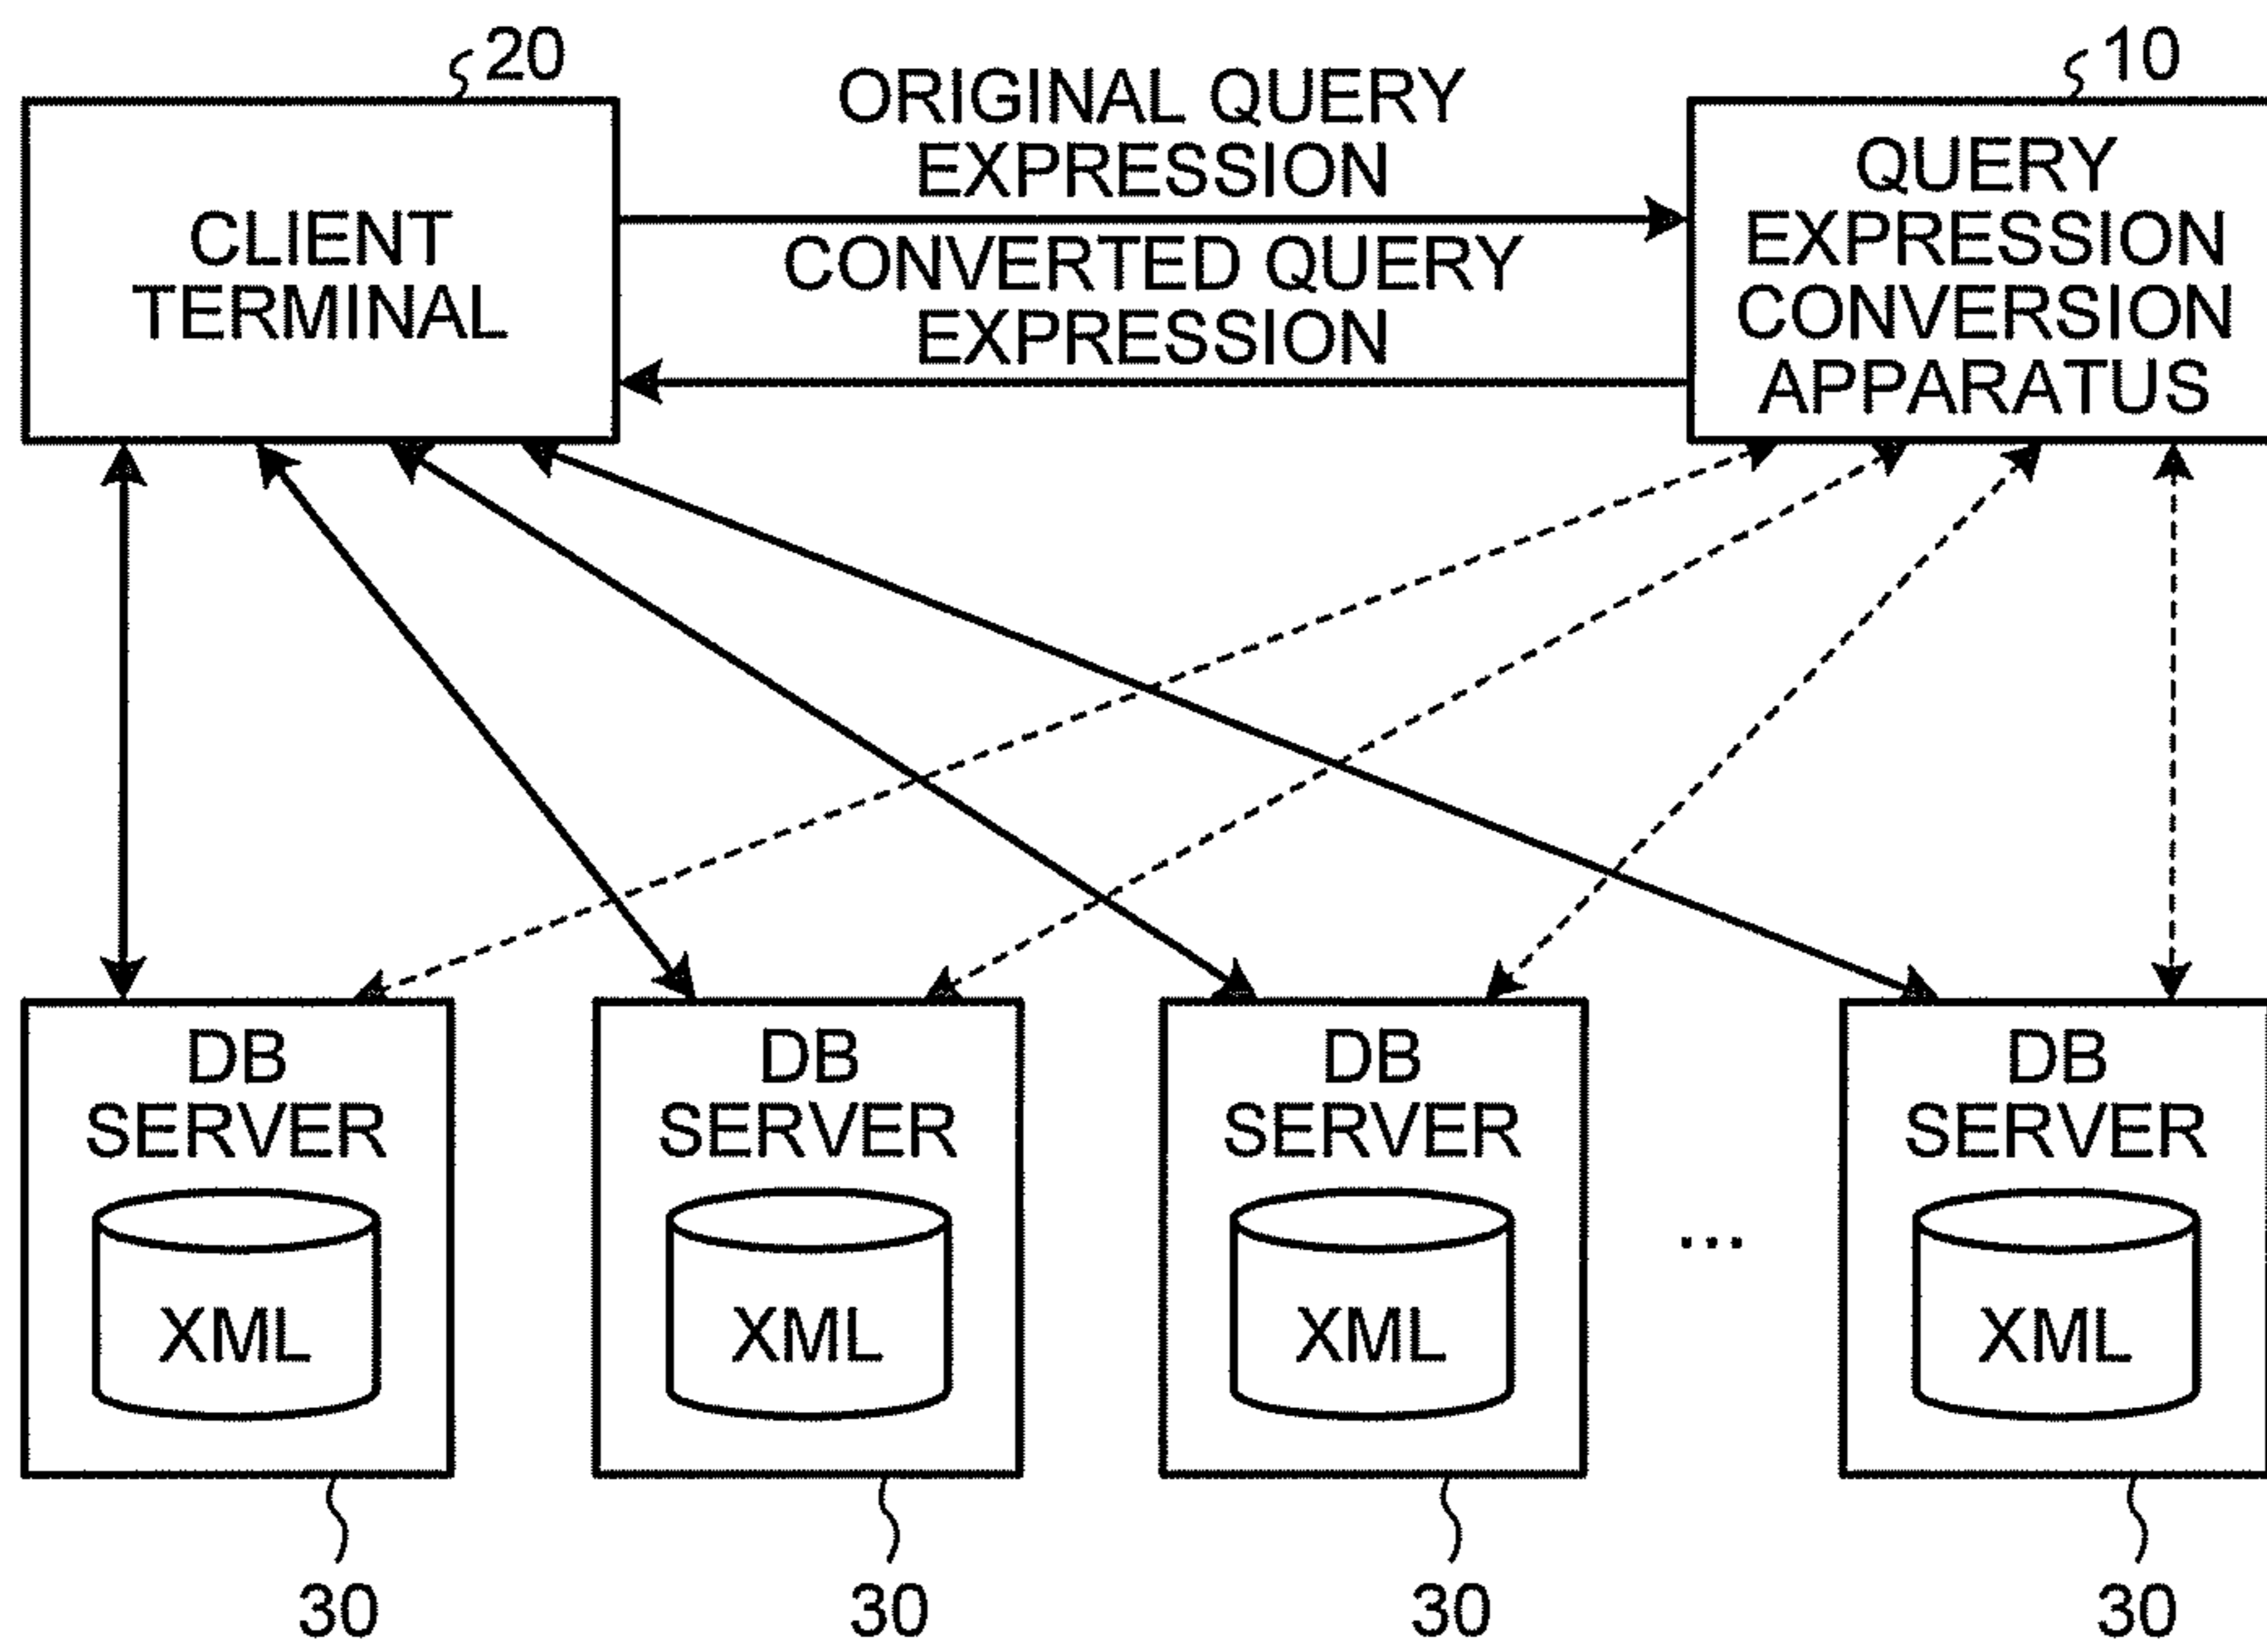 20
10
ORIGINAL QUERY
EXPRESSION
CONVERTED QUERY
EXPRESSION
CLIENT
TERMINAL
QUERY
EXPRESSION
CONVERSION
APPARATUS
DB
SERVER
XML
30
DB
SERVER
XML
30
DB
SERVER
XML
30
...
DB
SERVER
XML
30